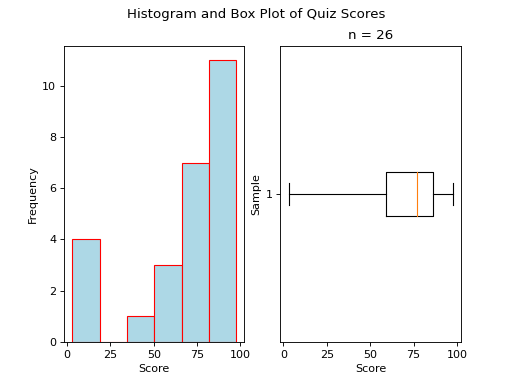 Histogram and Box Plot of Quiz Scores
n = 26
Frequency
10
8
6
4
2
0
0 25 50 75 100
Score
Sample
1
0 25 50 75 100
Score